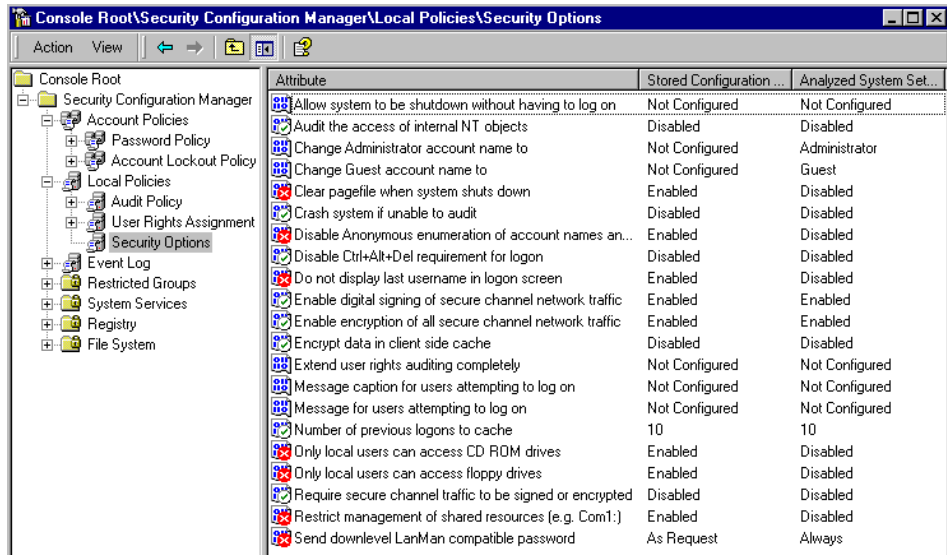 Console Root\Security Configuration Manager\Local Policies\Security Options
Action View
Console Root
Security Configuration Manager
Account Policies
Password Policy
Account Lockout Policy
Local Policies
Audit Policy
User Rights Assignment
Security Options
Event Log
Restricted Groups
System Services
Registry
File System
Attribute Stored Configuration ... Analyzed System Set...
Allow system to be shutdown without having to log on Not Configured Not Configured
Audit the access of internal NT objects Disabled Disabled
Change Administrator account name to Not Configured Administrator
Change Guest account name to Not Configured Guest
Clear pagefile when system shuts down Enabled Disabled
Crash system if unable to audit Disabled Disabled
Disable Anonymous enumeration of account names an... Enabled Disabled
Disable Ctrl+Alt+Del requirement for logon Disabled Disabled
Do not display last username in logon screen Enabled Disabled
Enable digital signing of secure channel network traffic Enabled Enabled
Enable encryption of all secure channel network traffic Enabled Enabled
Encrypt data in client side cache Disabled Disabled
Extend user rights auditing completely Not Configured Not Configured
Message caption for users attempting to log on Not Configured Not Configured
Message for users attempting to log on Not Configured Not Configured
Number of previous logons to cache 10 10
Only local users can access CD ROM drives Enabled Disabled
Only local users can access floppy drives Enabled Disabled
Require secure channel traffic to be signed or encrypted Disabled Disabled
Restrict management of shared resources (e.g. Com1:) Enabled Disabled
Send downlevel LanMan compatible password As Request Always